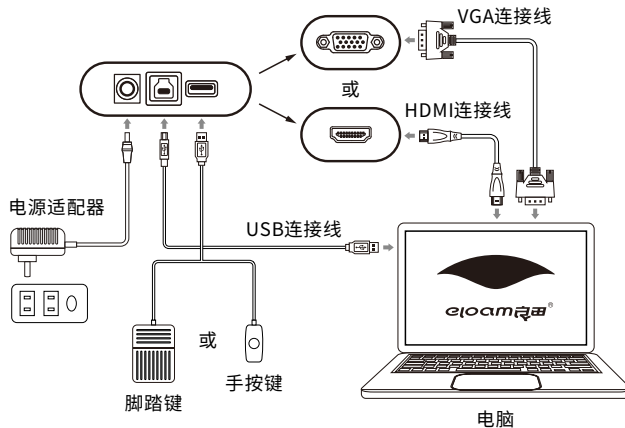 VGA连接线
或
HDMI连接线
电源适配器
USB连接线
eloam良田®
或
手按键
脚踏键
电脑